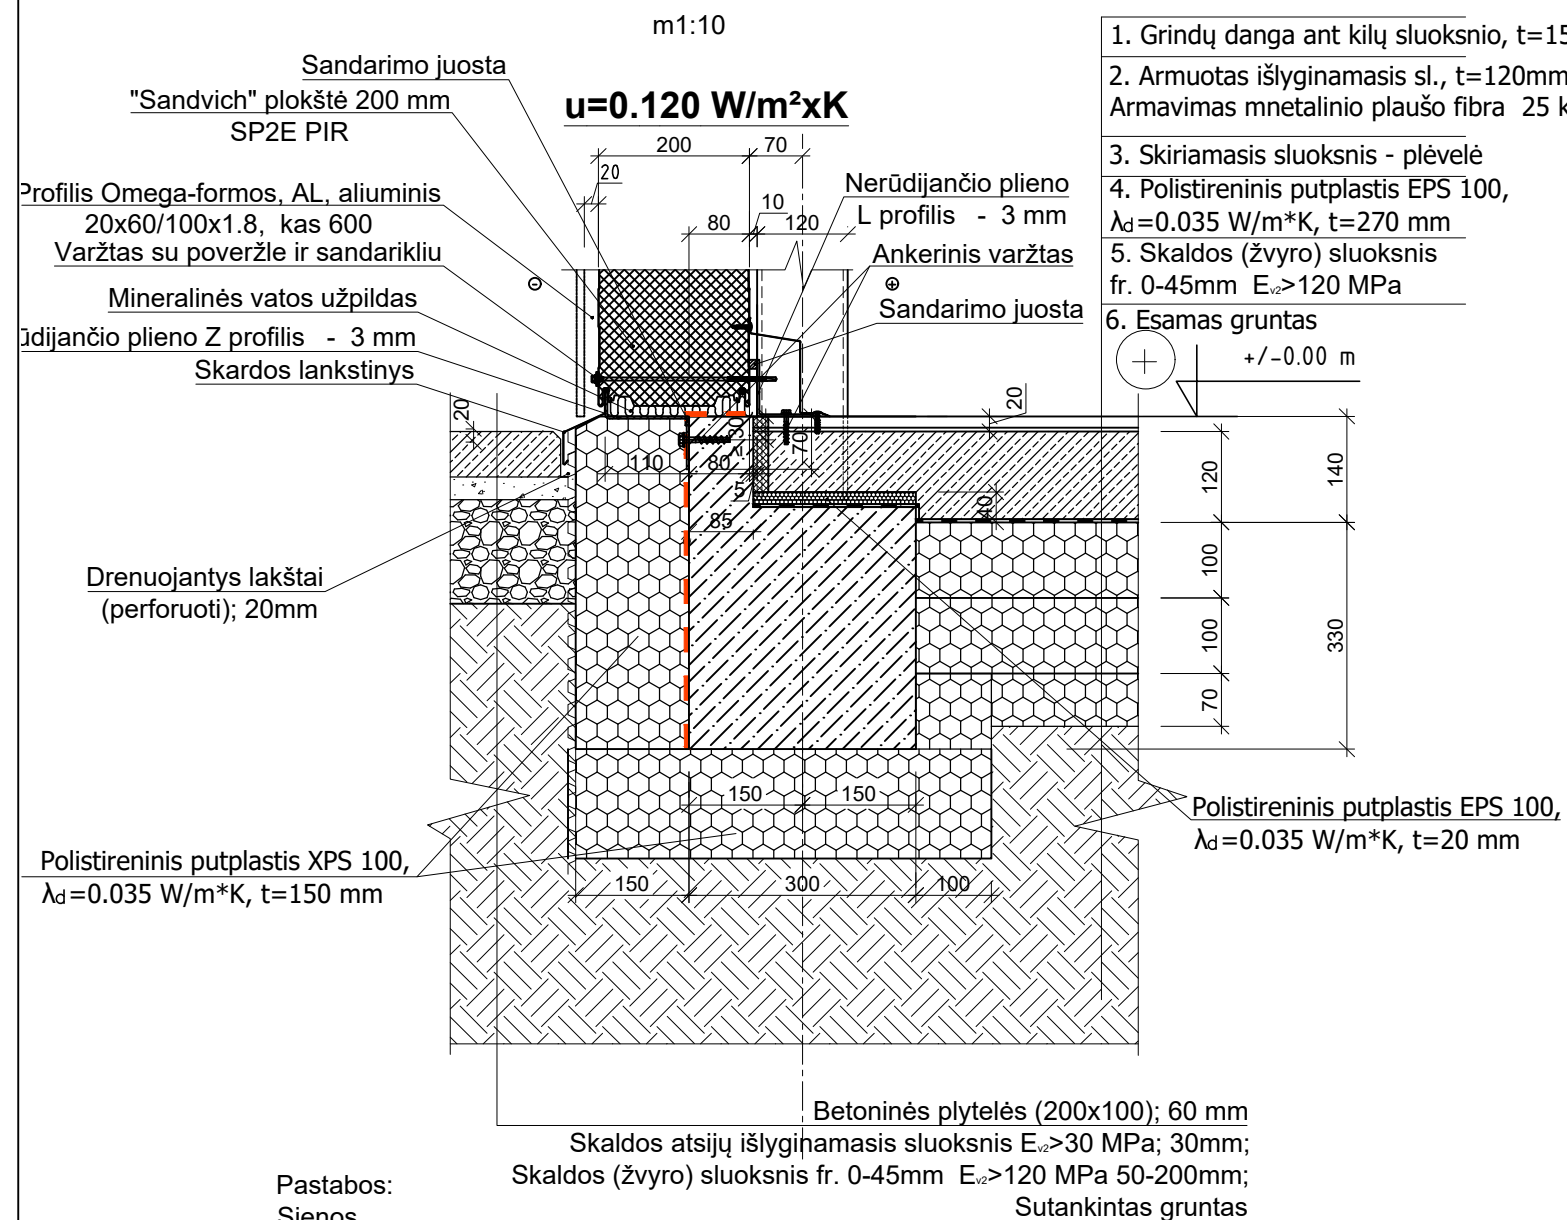 m1:10
Sandarimo juosta
"Sandvich" plokštė 200 mm
SP2E PIR
u=0.120 W/m²xK
Profilis Omega-formos, AL, aliuminis
20x60/100x1.8, kas 600
Varžtas su poveržle ir sandarikliu
Mineralinės vatos užpildas
ūdijančio plieno Z profilis - 3 mm
Skardos lankstinys
Nerūdijančio plieno
L profilis - 3 mm
Ankerinis varžtas
Sandarimo juosta
1. Grindų danga ant kilų sluoksnio, t=15
2. Armuotas išlyginamasis sl., t=120mm
Armavimas mnetalinio plaušo fibra 25 k
3. Skiriamasis sluoksnis - plėvelė
4. Polistireninis putplastis EPS 100,
λd=0.035 W/m*K, t=270 mm
5. Skaldos (žvyro) sluoksnis
fr. 0-45mm Ev2>120 MPa
6. Esamas gruntas
+/-0.00 m
200
70
20
10
80
120
20
20
≥30
70
110
80
5
85
40
120
140
100
100
330
70
Drenuojantys lakštai
(perforuoti); 20mm
150
150
Polistireninis putplastis EPS 100,
λd=0.035 W/m*K, t=20 mm
Polistireninis putplastis XPS 100,
λd=0.035 W/m*K, t=150 mm
150
300
100
Betoninės plytelės (200x100); 60 mm
Skaldos atsijų išlyginamasis sluoksnis Ev2>30 MPa; 30mm;
Skaldos (žvyro) sluoksnis fr. 0-45mm Ev2>120 MPa 50-200mm;
Sutankintas gruntas
Pastabos:
Sienos